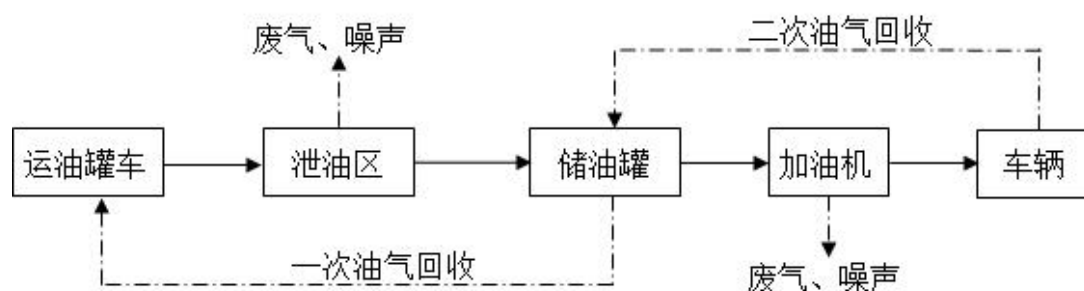 废气、噪声
二次油气回收
运油罐车
泄油区
储油罐
加油机
车辆
一次油气回收
废气、噪声